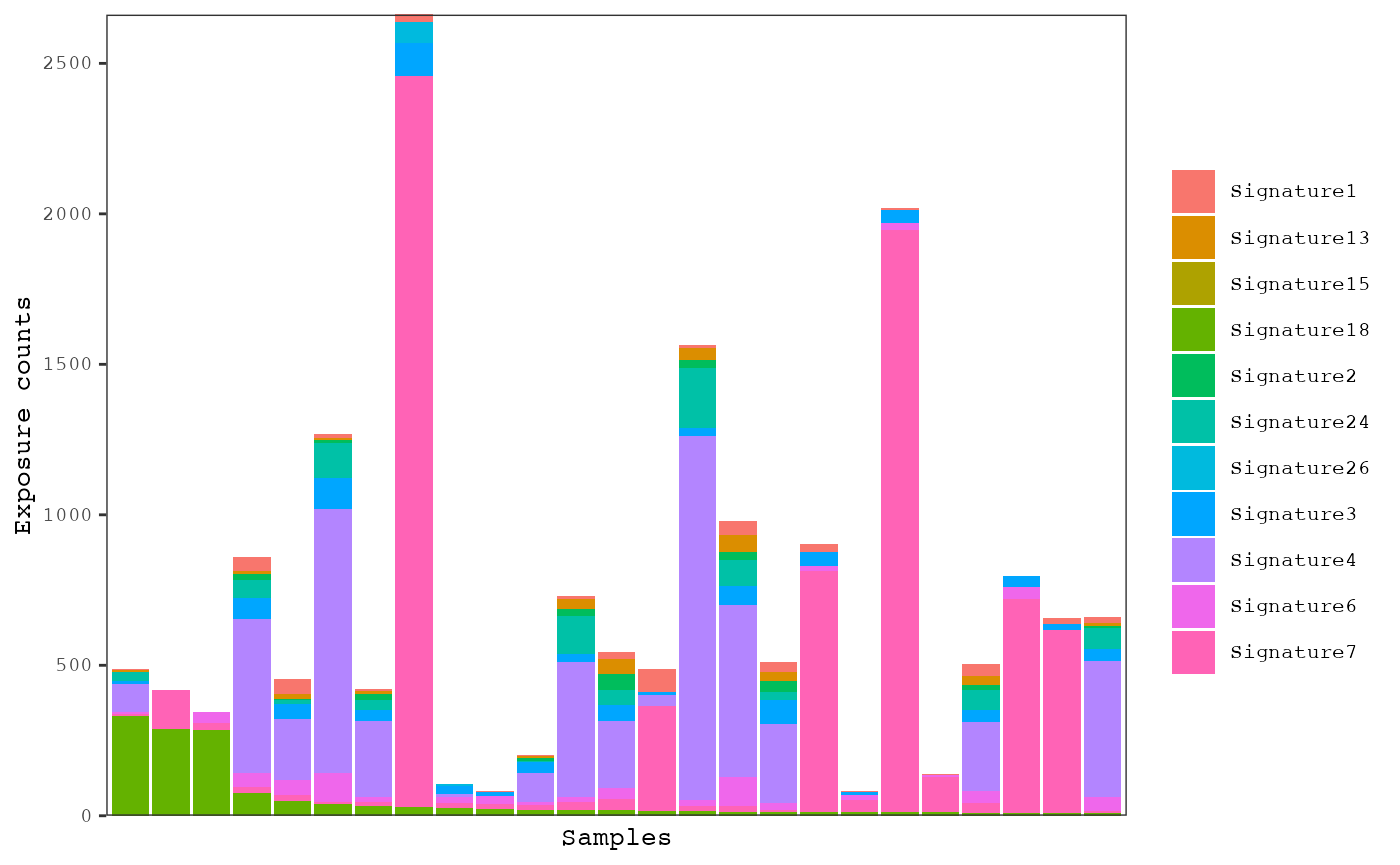 Exposure counts
2500
2000
1500
1000
500
0
Samples
Signature1
Signature13
Signature15
Signature18
Signature2
Signature24
Signature26
Signature3
Signature4
Signature6
Signature7